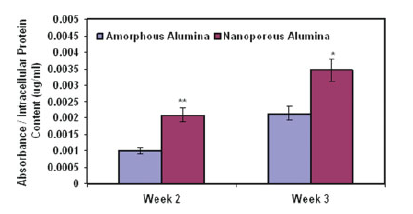 Absorbance / Intracellular Protein
Content (ug/ml)
0.005
0.0045
0.004
0.0035
0.003
0.0025
0.002
0.0015
0.001
0.0005
0
Amorphous Alumina
Nanoporous Alumina
**
*
Week 2
Week 3